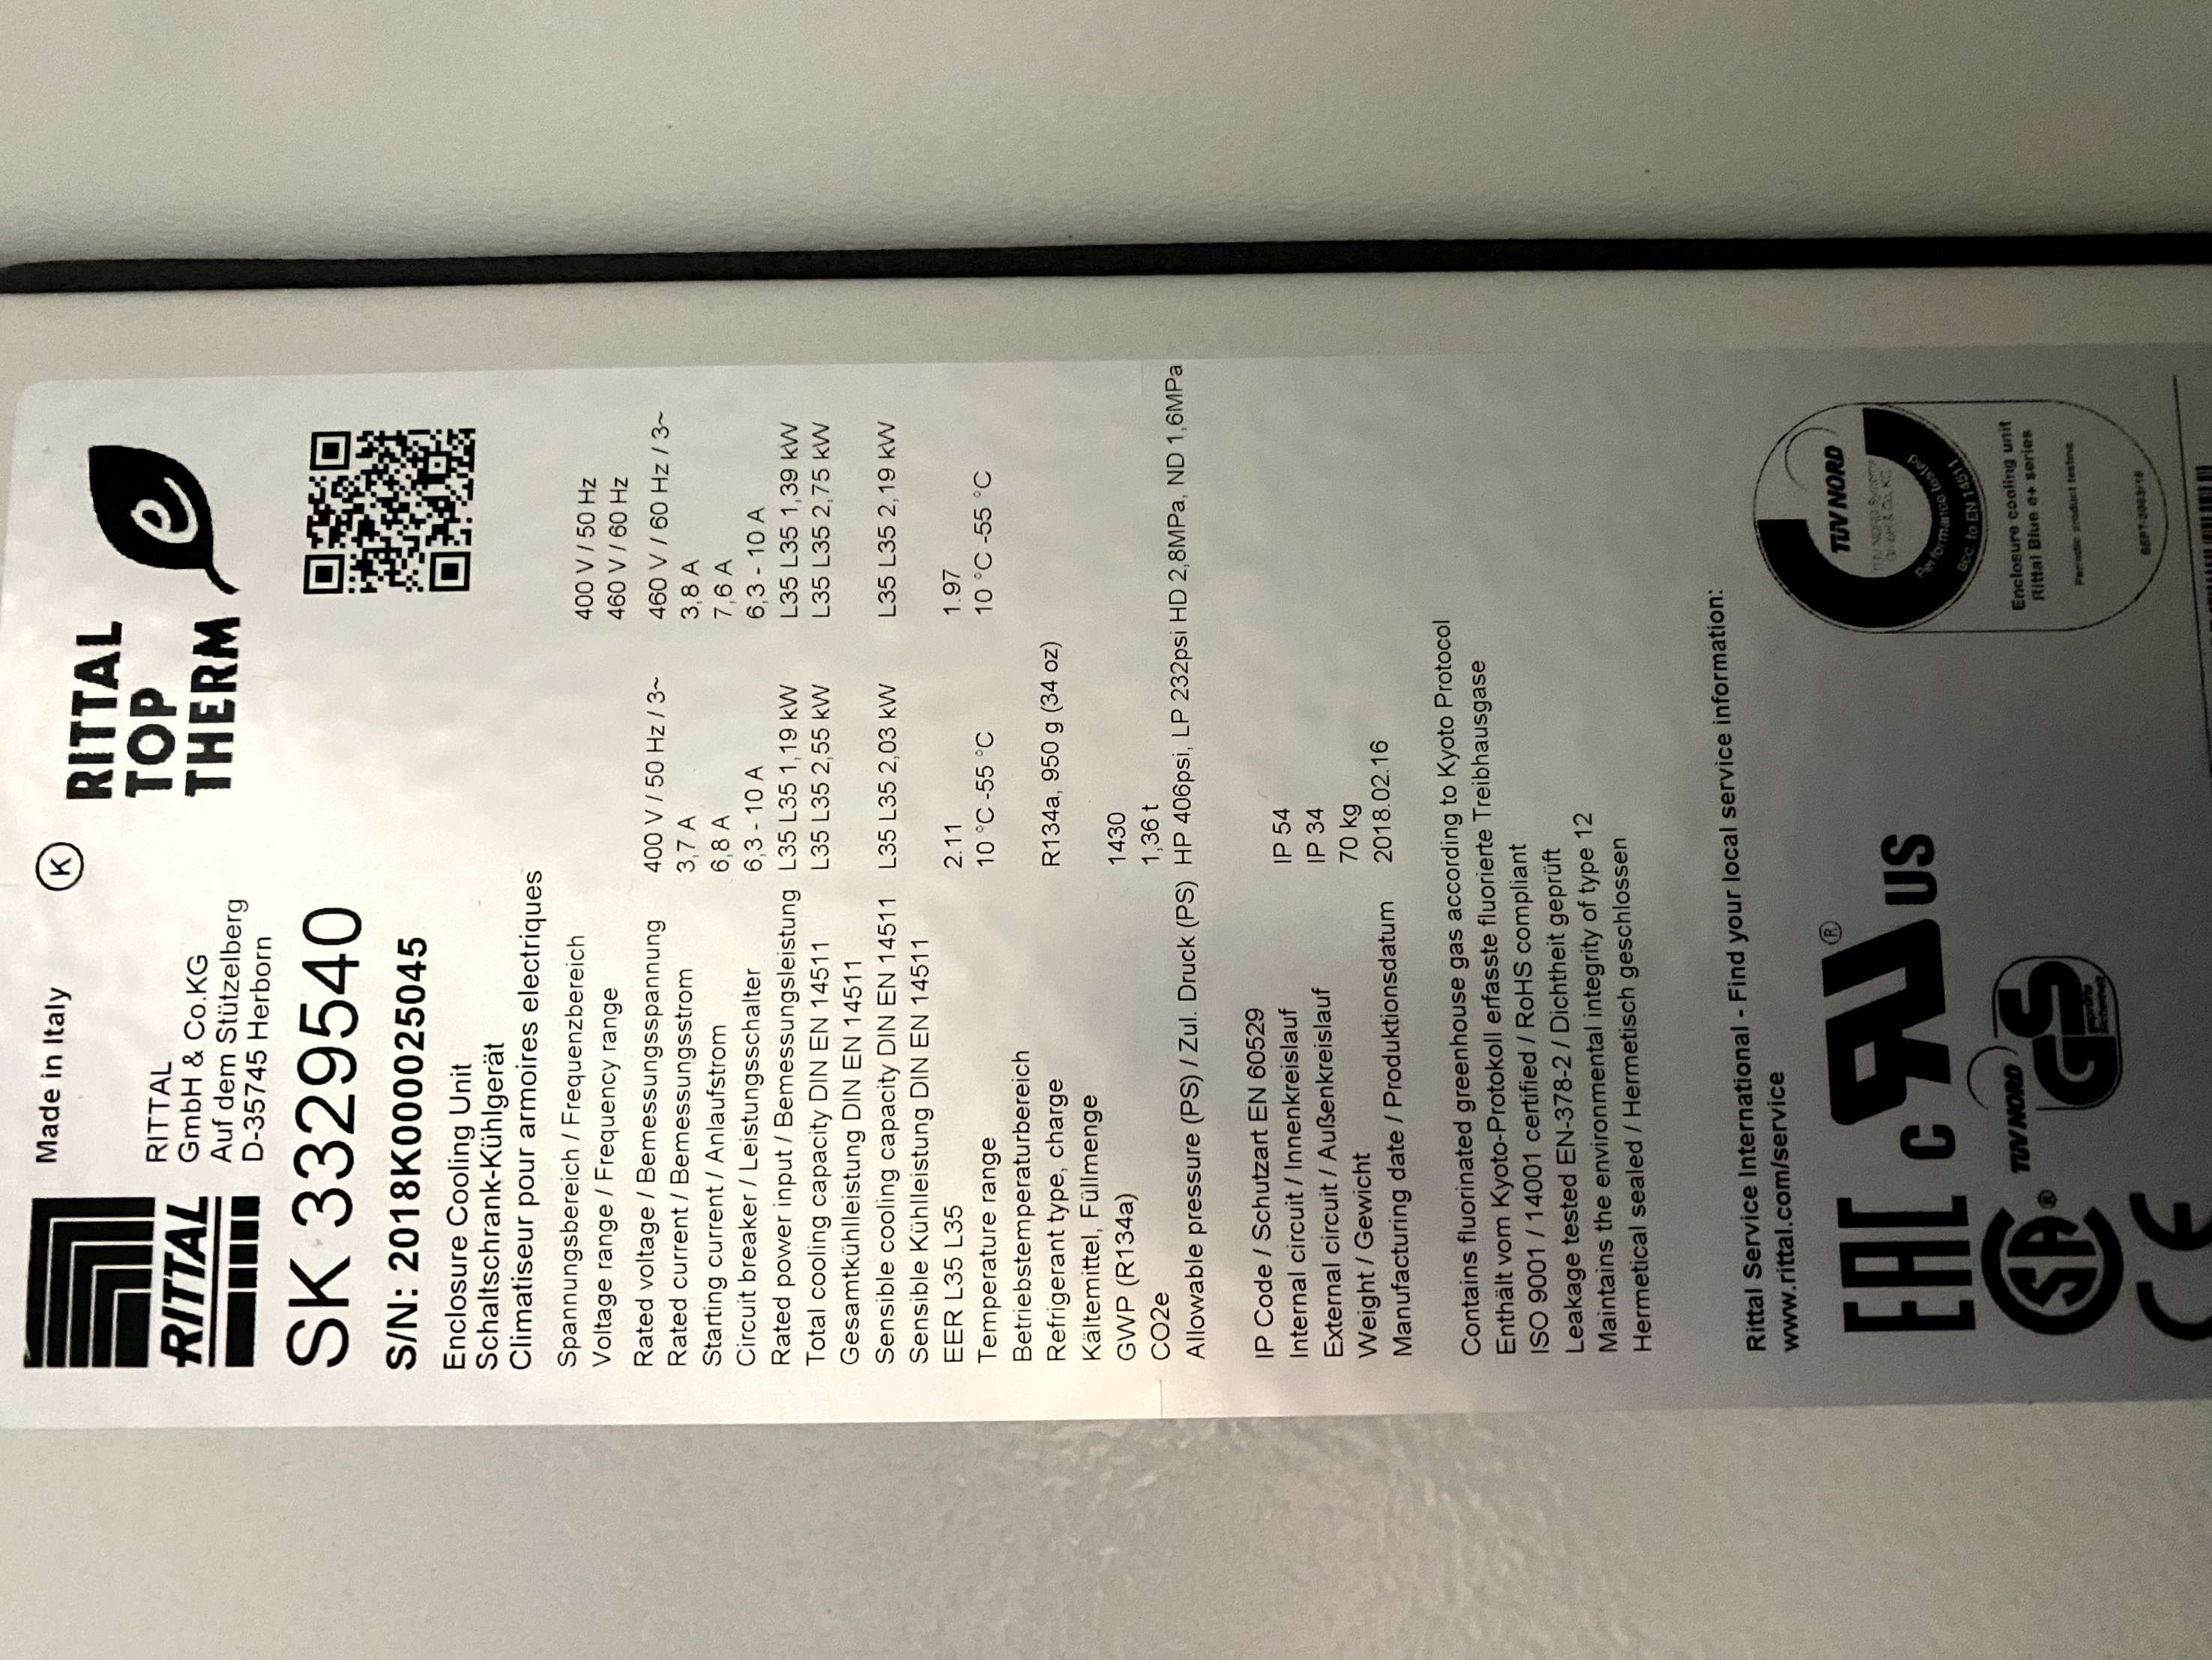 Made in Italy
K
RITTAL
TOP
THERM
e
RITTAL
RITTAL
GmbH & Co.KG
Auf dem Stützelberg
D-35745 Herborn
SK 3329540
S/N: 2018K000025045
Enclosure Cooling Unit
Schaltschrank-Kühlgerät
Climatiseur pour armoires electriques
Spannungsbereich / Frequenzbereich 400 V / 50 Hz
Voltage range / Frequency range 460 V / 60 Hz
Rated voltage / Bemessungsspannung 400 V / 50 Hz / 3~ 460 V / 60 Hz / 3~
Rated current / Bemessungsstrom 3,7 A 3,8 A
Starting current / Anlaufstrom 6,8 A 7,6 A
Circuit breaker / Leistungsschalter 6,3 - 10 A 6,3 - 10 A
Rated power input / Bemessungsleistung L35 L35 1,19 kW L35 L35 1,39 kW
Total cooling capacity DIN EN 14511 L35 L35 2,55 kW L35 L35 2,75 kW
Gesamtkühlleistung DIN EN 14511
Sensible cooling capacity DIN EN 14511 L35 L35 2,03 kW L35 L35 2,19 kW
Sensible Kühlleistung DIN EN 14511
EER L35 L35 2.11 1.97
Temperature range 10 °C -55 °C 10 °C -55 °C
Betriebstemperaturbereich
Refrigerant type, charge R134a, 950 g (34 oz)
Kältemittel, Füllmenge
GWP (R134a) 1430
CO2e 1,36 t
Allowable pressure (PS) / Zul. Druck (PS) HP 406psi, LP 232psi HD 2,8MPa, ND 1,6MPa
IP Code / Schutzart EN 60529
Internal circuit / Innenkreislauf IP 54
External circuit / Außenkreislauf IP 34
Weight / Gewicht 70 kg
Manufacturing date / Produktionsdatum 2018.02.16
Contains fluorinated greenhouse gas according to Kyoto Protocol
Enthält vom Kyoto-Protokoll erfasste fluorierte Treibhausgase
ISO 9001 / 14001 certified / RoHS compliant
Leakage tested EN-378-2 / Dichtheit geprüft
Maintains the environmental integrity of type 12
Hermetical sealed / Hermetisch geschlossen
Rittal Service International - Find your local service information:
www.rittal.com/service
EAC c RU ® US
SA ®
TÜV NORD
GS
geprüfte
Sicherheit
CE
TÜV NORD
TÜV NORD Systems
GmbH & Co. KG
Performance tested
acc. to EN 14511
Enclosure cooling unit
Rittal Blue e+ series
Periodic product testing